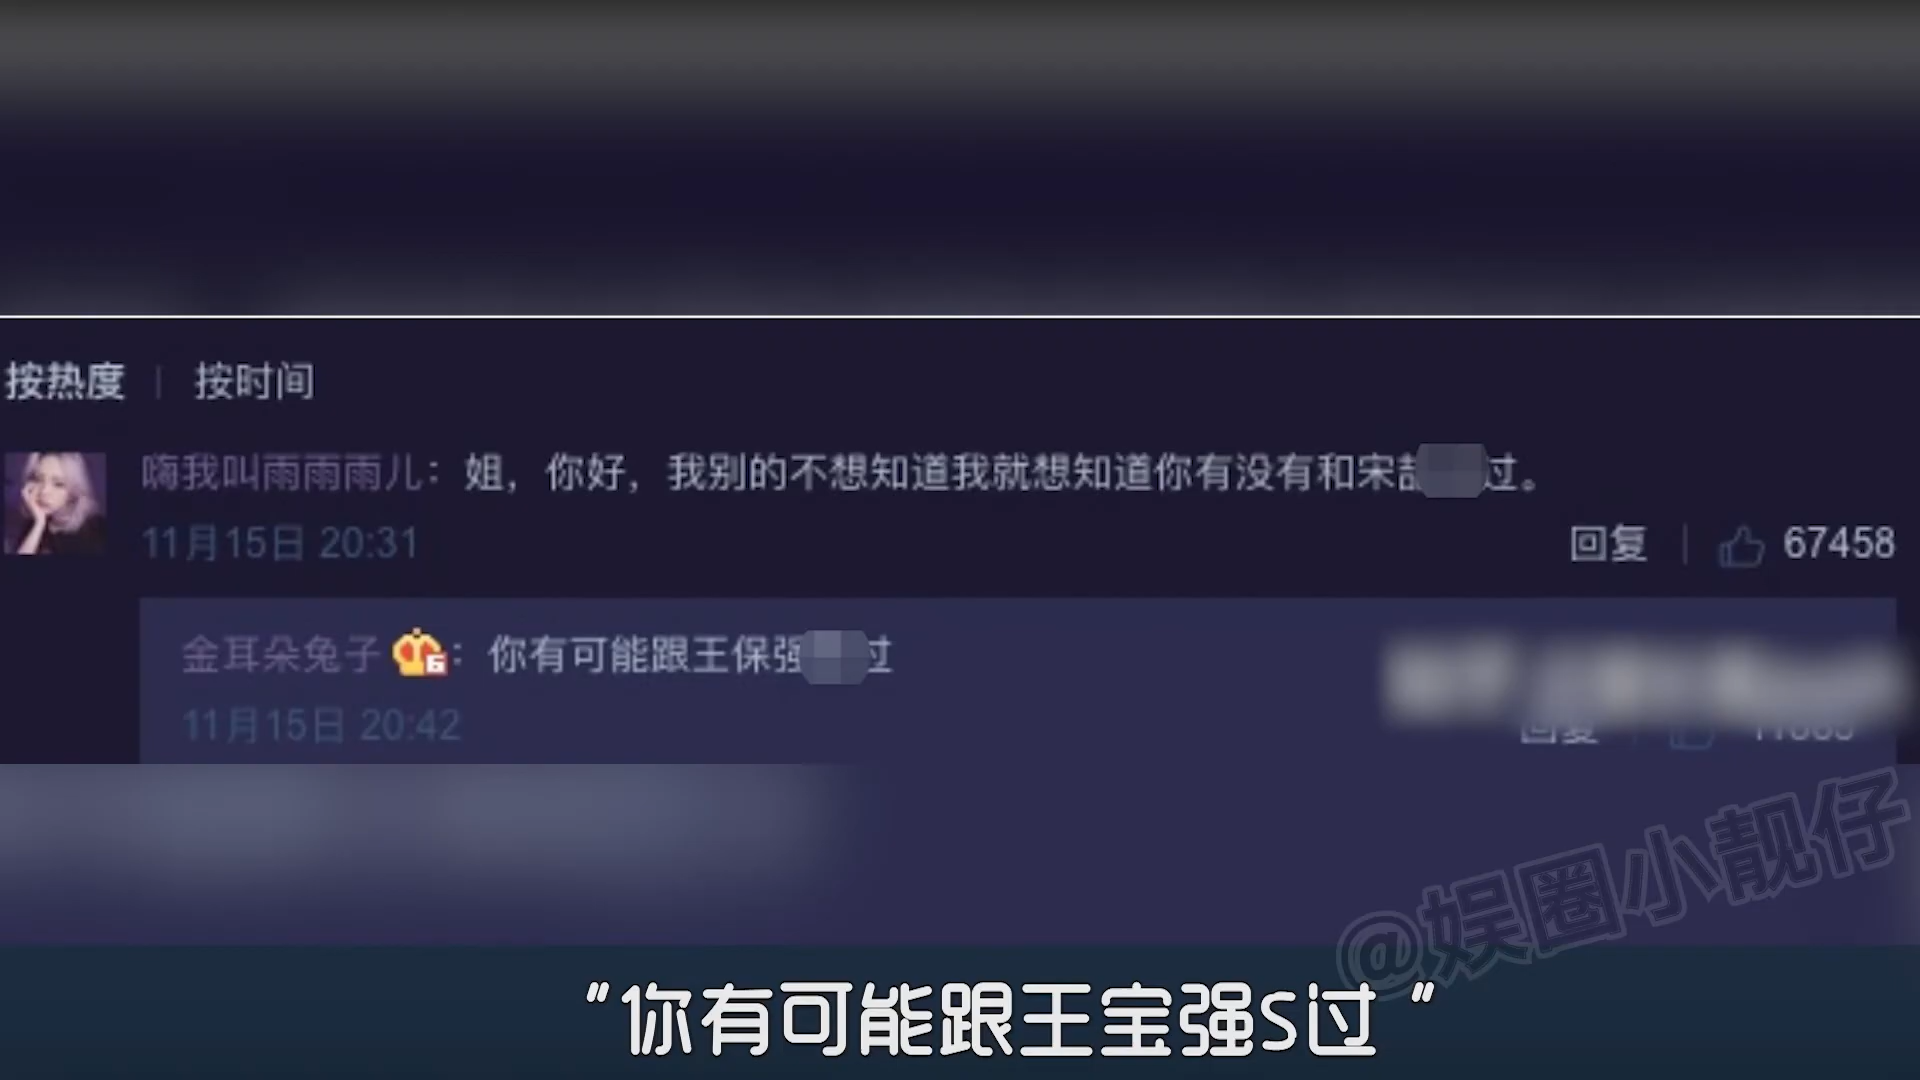 按热度 | 按时间
嗨我叫雨雨雨儿：姐，你好，我别的不想知道我就想知道你有没有和宋喆过。
11月15日 20:31
回复 | 67458
金耳朵兔子6：你有可能跟王保强过
11月15日 20:42
回复
@娱圈小靓仔
"你有可能跟王宝强S过"